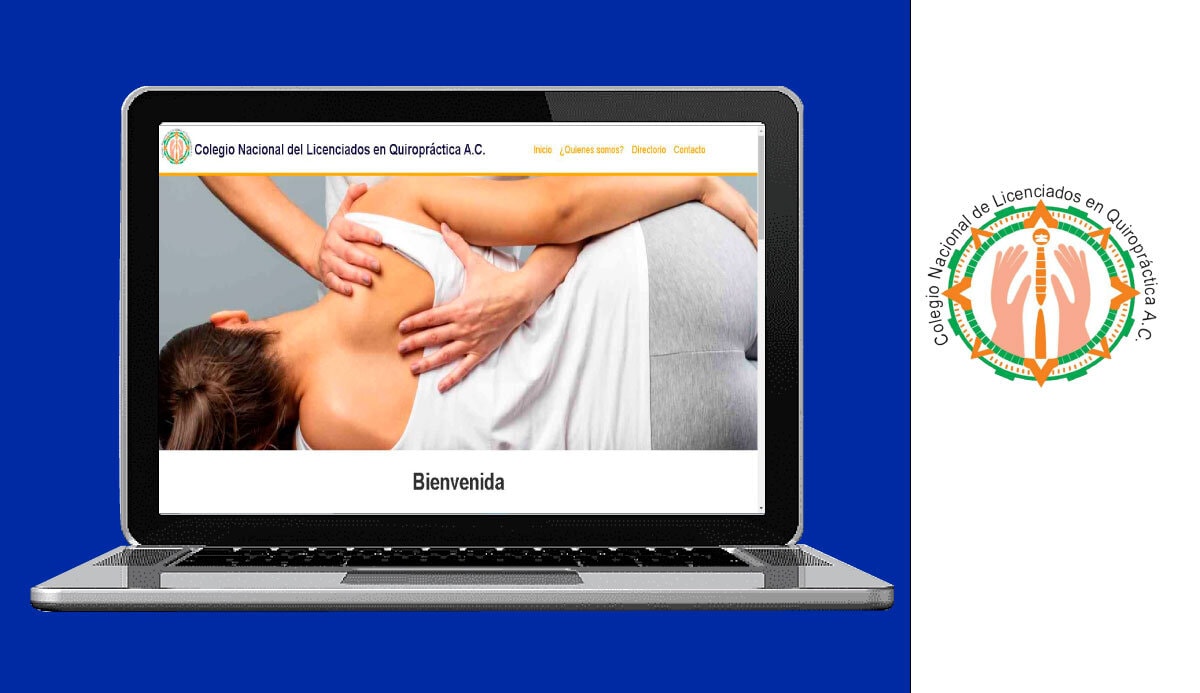 Colegio Nacional del Licenciados en Quiropráctica A.C.
Inicio ¿Quienes somos? Directorio Contacto
Bienvenida
Colegio Nacional de Licenciados en Quiropráctica A.C.